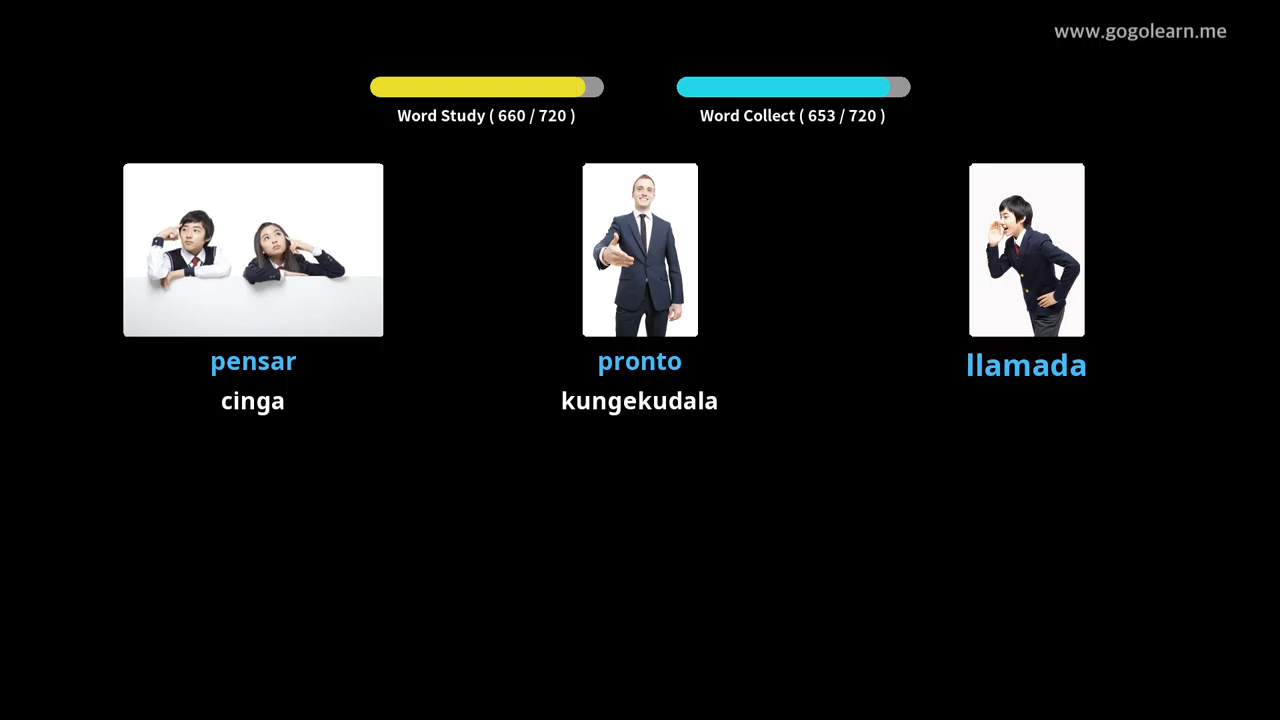 www.gogolearn.me
Word Study ( 660 / 720 )
Word Collect ( 653 / 720 )
pensar
cinga
pronto
kungekudala
llamada